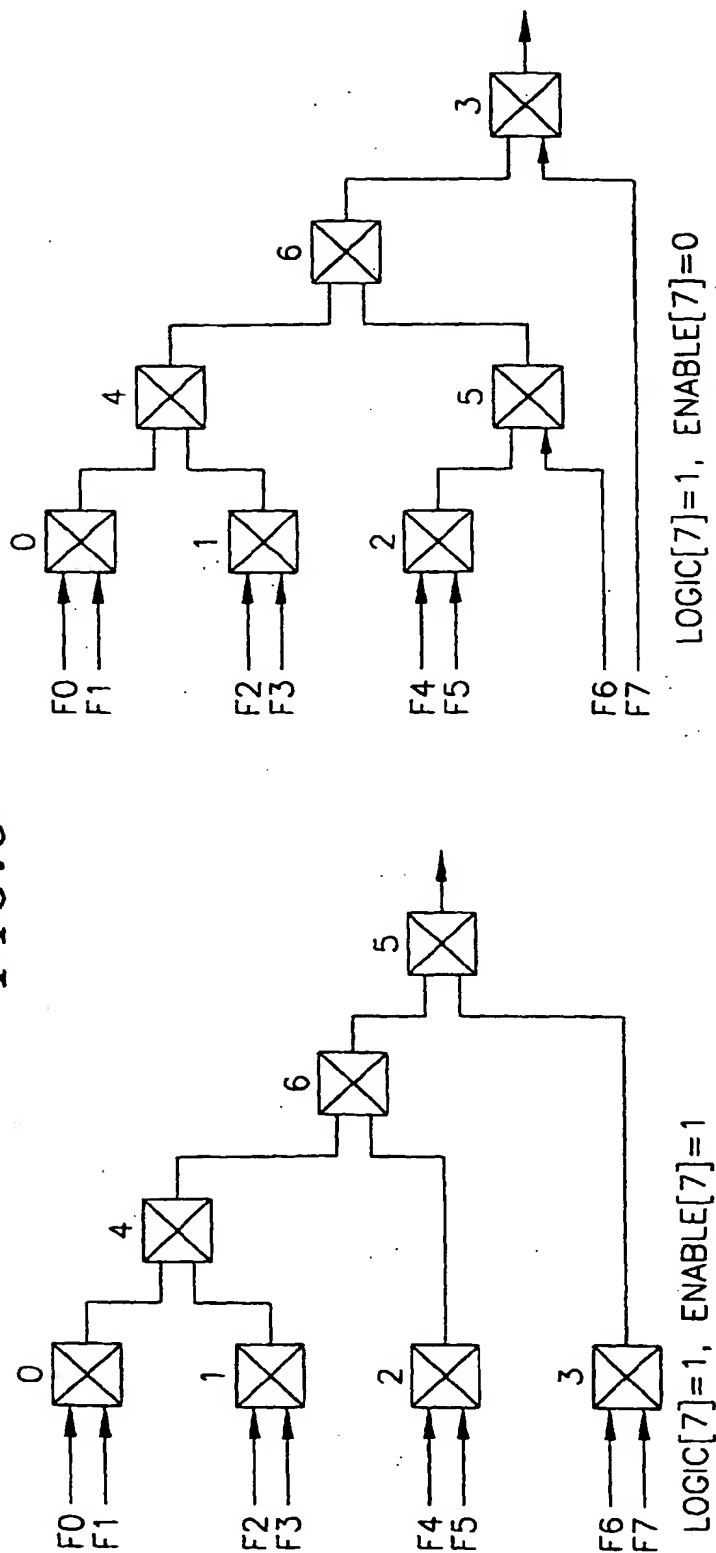 F0
F1
F2
F3
F4
F5
F6
F7
0
1
2
3
4
6
5
LOGIC[7]=1, ENABLE[7]=1
F0
F1
F2
F3
F4
F5
F6
F7
0
1
2
4
5
6
3
LOGIC[7]=1, ENABLE[7]=0